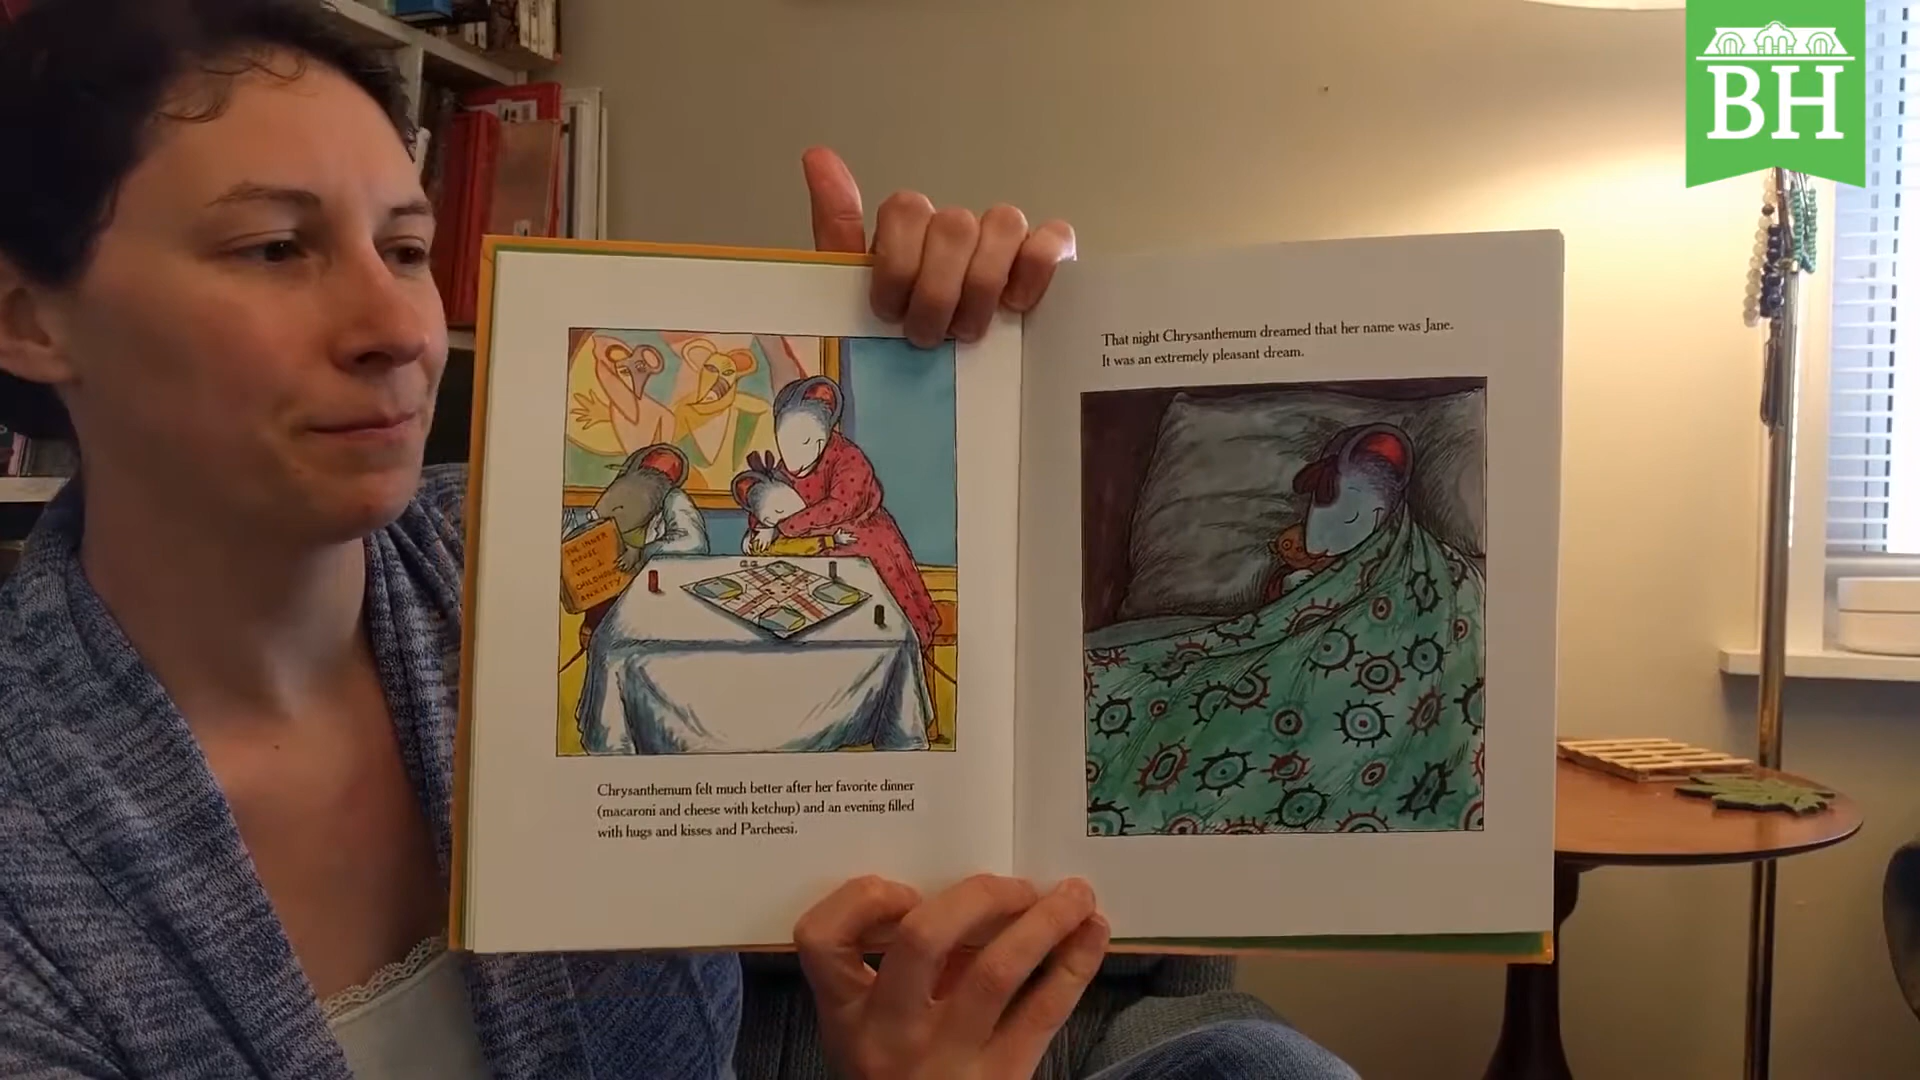 BH
THE INNER
MOUSE
VOL. 1
CHILDHOOD
ANXIETY
Chrysanthemum felt much better after her favorite dinner
(macaroni and cheese with ketchup) and an evening filled
with hugs and kisses and Parcheesi.
That night Chrysanthemum dreamed that her name was Jane.
It was an extremely pleasant dream.